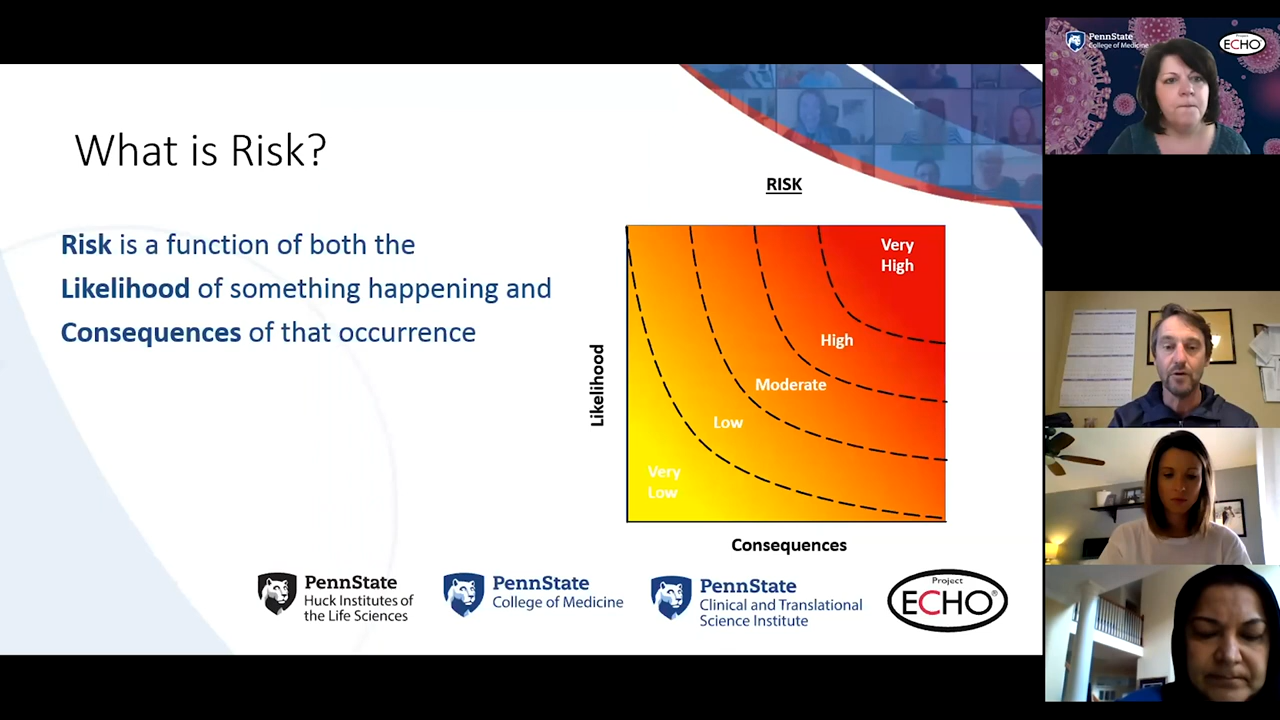 What is Risk?
Risk is a function of both the
Likelihood of something happening and
Consequences of that occurrence
RISK
Very
High
High
Moderate
Low
Very
Low
Likelihood
Consequences
PennState
Huck Institutes of
the Life Sciences
PennState
College of Medicine
PennState
Clinical and Translational
Science Institute
Project
ECHO®
PennState
College of Medicine
Project
ECHO